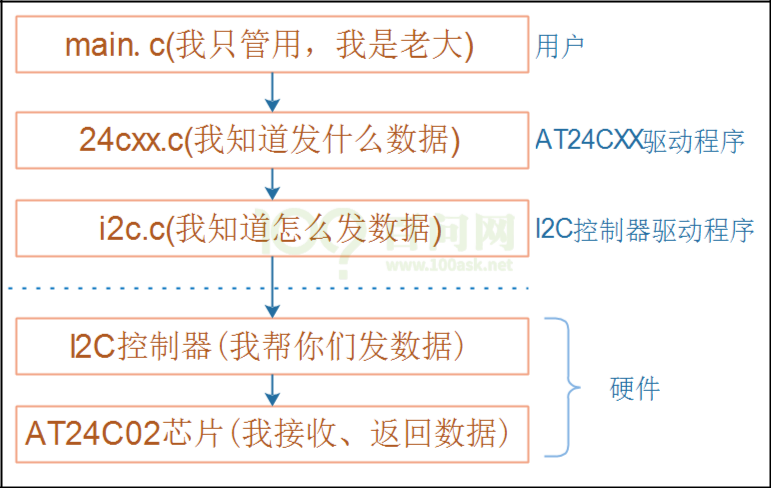 main. c(我只管用，我是老大)
用户
24cxx.c(我知道发什么数据)
AT24CXX驱动程序
i2c.c(我知道怎么发数据)
I2C控制器驱动程序
百问网
www.100ask.net
I2C控制器(我帮你们发数据)
硬件
AT24C02芯片(我接收、返回数据)